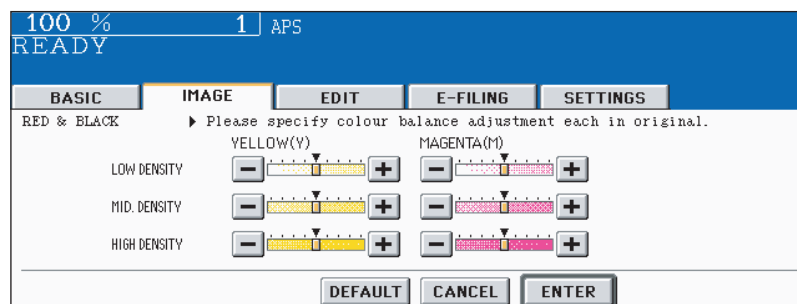 100 % 1 APS
READY
BASIC IMAGE EDIT E-FILING SETTINGS
RED & BLACK Please specify colour balance adjustment each in original.
YELLOW(Y) MAGENTA(M)
LOW DENSITY
MID. DENSITY
HIGH DENSITY
DEFAULT CANCEL ENTER